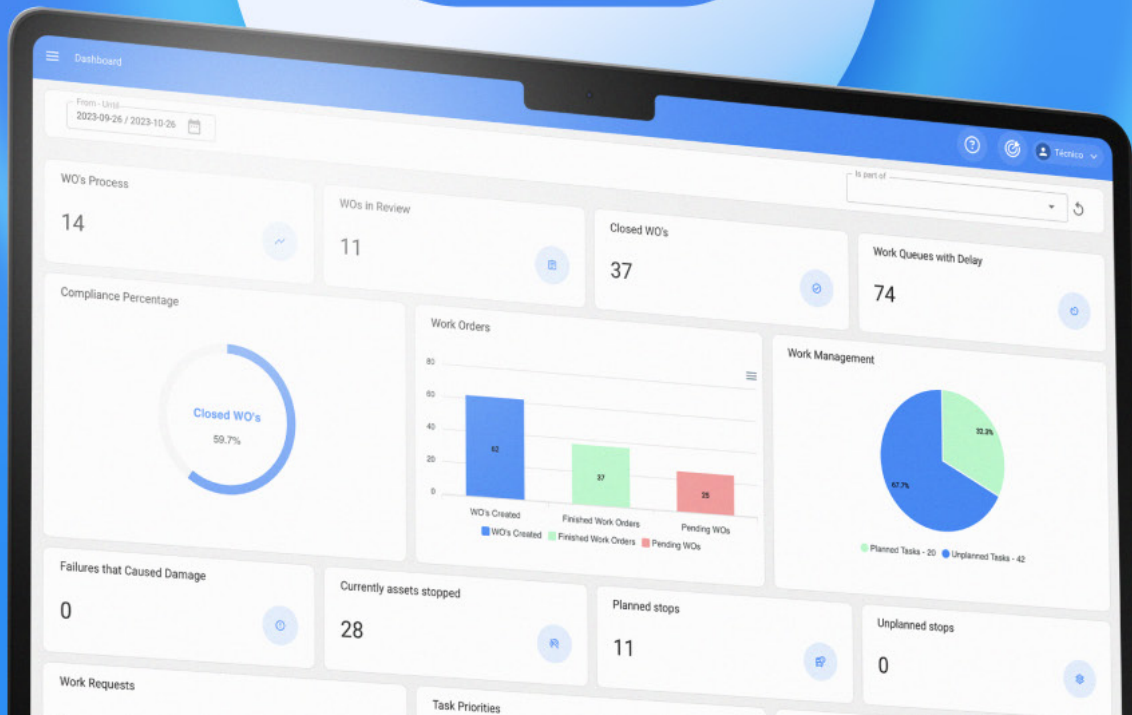 Dashboard
From - Until
2023-09-26 / 2023-10-26
Técnico
Is part of
WO's Process
14
WOs in Review
11
Closed WO's
37
Work Queues with Delay
74
Compliance Percentage
Closed WO's
59.7%
Work Orders
80
60
40
20
0
62
37
25
WO's Created
Finished Work Orders
Pending WOs
WO's Created
Finished Work Orders
Pending WOs
Work Management
32.3%
67.7%
Planned Tasks - 20
Unplanned Tasks - 42
Failures that Caused Damage
0
Currently assets stopped
28
Planned stops
11
Unplanned stops
0
Work Requests
Task Priorities